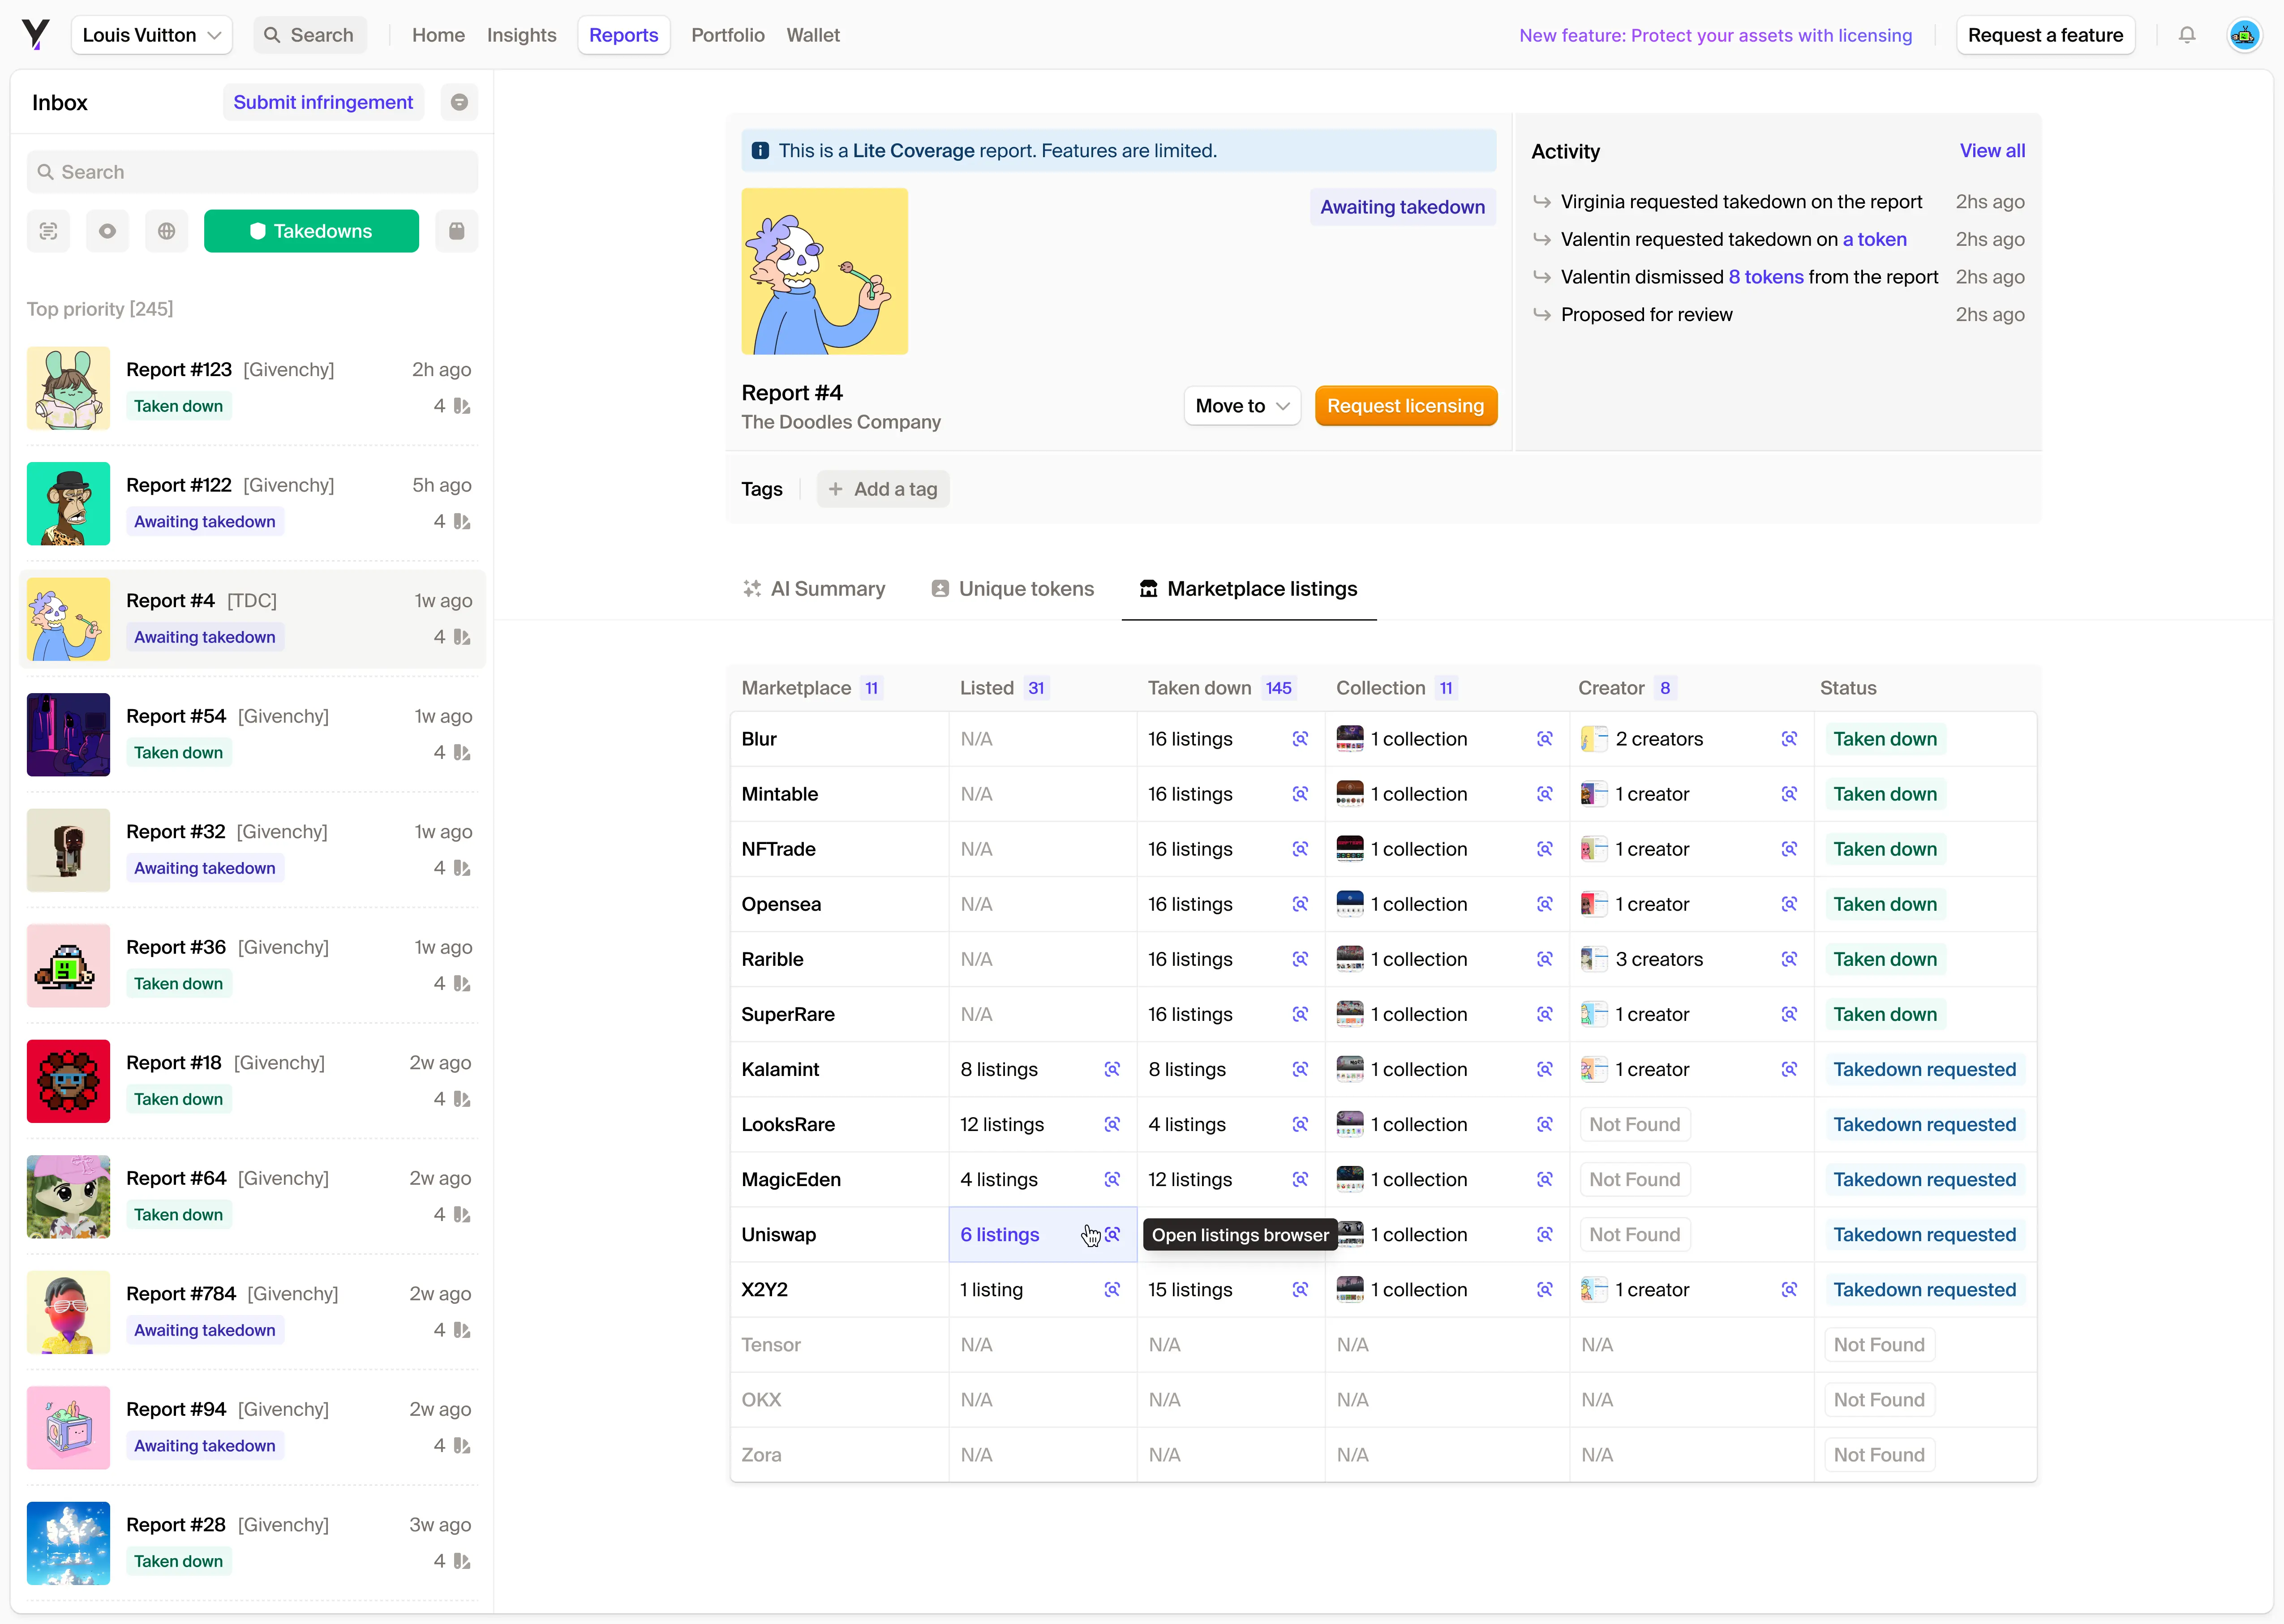 Louis Vuitton
Search
Home
Insights
Reports
Portfolio
Wallet
New feature: Protect your assets with licensing
Request a feature
Inbox
Submit infringement
Search
Takedowns
Top priority [245]
Report #123 [Givenchy] 2h ago
Taken down 4
Report #122 [Givenchy] 5h ago
Awaiting takedown 4
Report #4 [TDC] 1w ago
Awaiting takedown 4
Report #54 [Givenchy] 1w ago
Taken down 4
Report #32 [Givenchy] 1w ago
Awaiting takedown 4
Report #36 [Givenchy] 1w ago
Taken down 4
Report #18 [Givenchy] 2w ago
Taken down 4
Report #64 [Givenchy] 2w ago
Taken down 4
Report #784 [Givenchy] 2w ago
Awaiting takedown 4
Report #94 [Givenchy] 2w ago
Awaiting takedown 4
Report #28 [Givenchy] 3w ago
Taken down 4
This is a Lite Coverage report. Features are limited.
Awaiting takedown
Report #4
The Doodles Company
Move to
Request licensing
Activity
View all
Virginia requested takedown on the report 2hs ago
Valentin requested takedown on a token 2hs ago
Valentin dismissed 8 tokens from the report 2hs ago
Proposed for review 2hs ago
Tags
+ Add a tag
AI Summary
Unique tokens
Marketplace listings
Marketplace 11 Listed 31 Taken down 145 Collection 11 Creator 8 Status
Blur N/A 16 listings 1 collection 2 creators Taken down
Mintable N/A 16 listings 1 collection 1 creator Taken down
NFTrade N/A 16 listings 1 collection 1 creator Taken down
Opensea N/A 16 listings 1 collection 1 creator Taken down
Rarible N/A 16 listings 1 collection 3 creators Taken down
SuperRare N/A 16 listings 1 collection 1 creator Taken down
Kalamint 8 listings 8 listings 1 collection 1 creator Takedown requested
LooksRare 12 listings 4 listings 1 collection Not Found Takedown requested
MagicEden 4 listings 12 listings 1 collection Not Found Takedown requested
Uniswap 6 listings Open listings browser 1 collection Not Found Takedown requested
X2Y2 1 listing 15 listings 1 collection 1 creator Takedown requested
Tensor N/A N/A N/A N/A Not Found
OKX N/A N/A N/A N/A Not Found
Zora N/A N/A N/A N/A Not Found